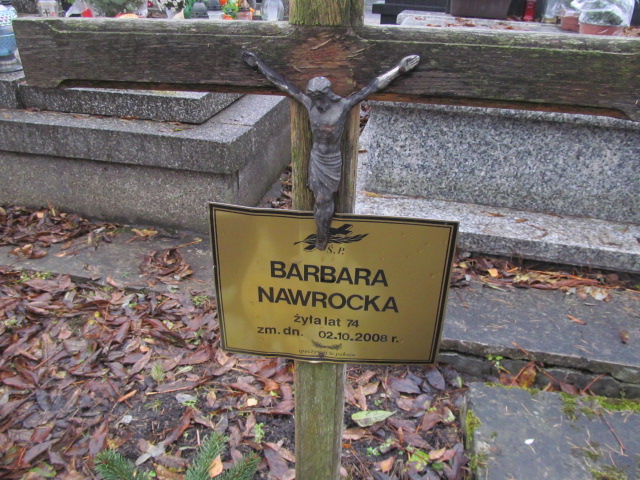 Ś.P.
BARBARA
NAWROCKA
żyła lat 74
zm. dn. 02.10.2008 r.